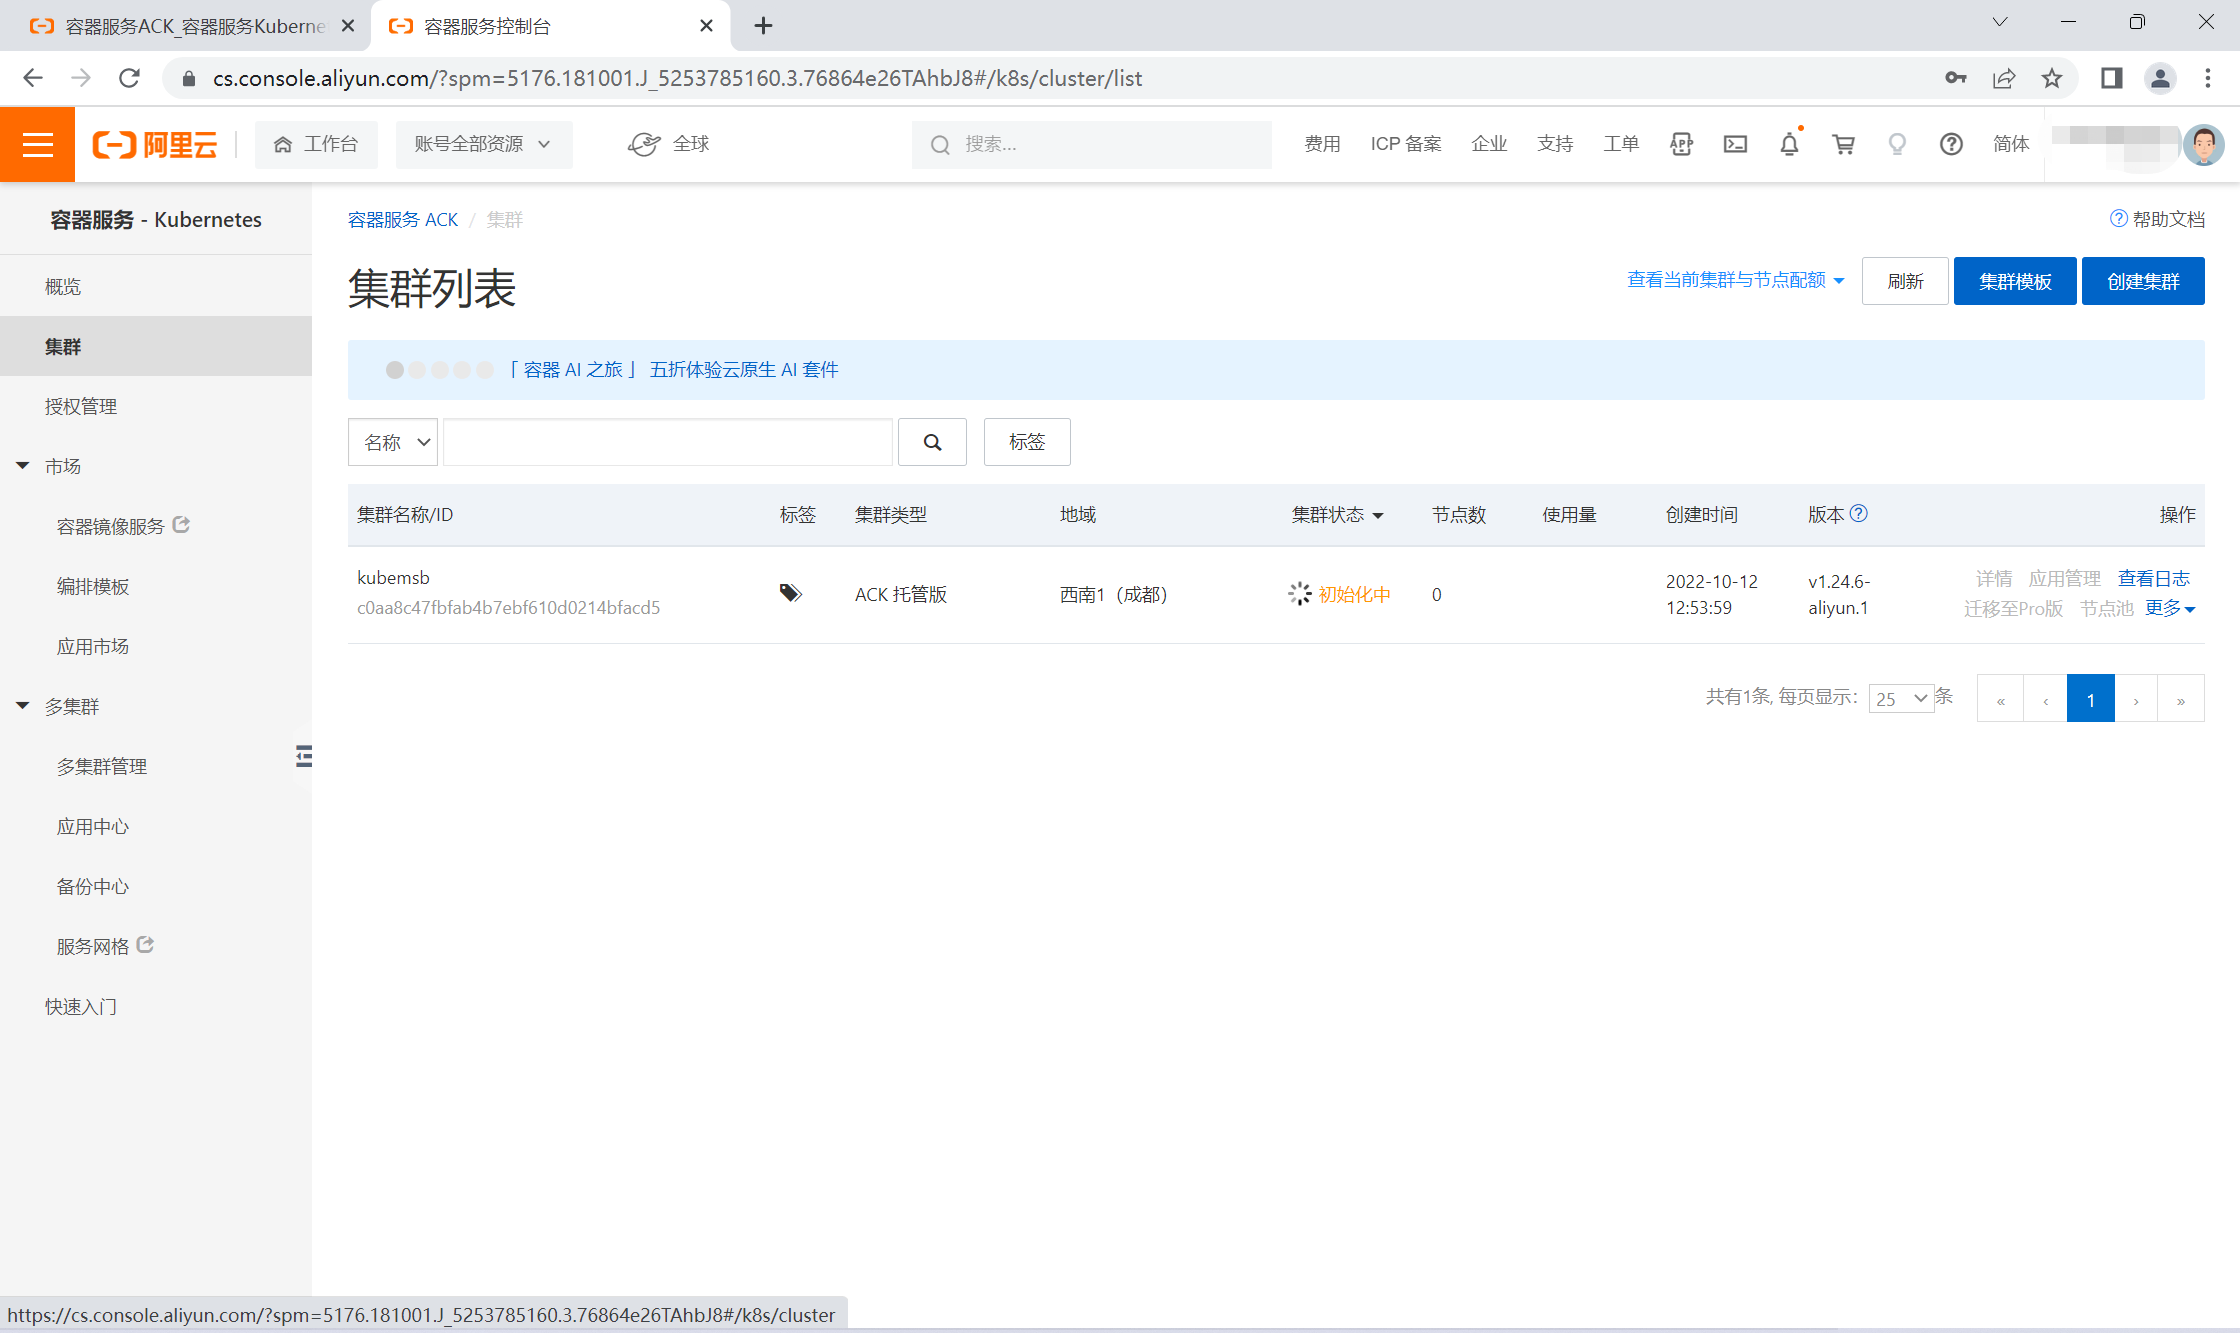 容器服务ACK_容器服务Kuberne
容器服务控制台
cs.console.aliyun.com/?spm=5176.181001.J_5253785160.3.76864e26TAhbJ8#/k8s/cluster/list
阿里云
工作台
账号全部资源
全球
搜索...
费用
ICP 备案
企业
支持
工单
APP
简体
容器服务 - Kubernetes
概览
集群
授权管理
市场
容器镜像服务
编排模板
应用市场
多集群
多集群管理
应用中心
备份中心
服务网格
快速入门
容器服务 ACK / 集群
帮助文档
集群列表
查看当前集群与节点配额
刷新
集群模板
创建集群
「 容器 AI 之旅 」 五折体验云原生 AI 套件
名称
标签
集群名称/ID 标签 集群类型 地域 集群状态 节点数 使用量 创建时间 版本 操作
kubemsb
c0aa8c47fbfab4b7ebf610d0214bfacd5
ACK 托管版
西南1（成都）
初始化中
0
2022-10-12
12:53:59
v1.24.6-
aliyun.1
详情 应用管理 查看日志
迁移至Pro版 节点池 更多
共有1条, 每页显示: 25 条
« ‹ 1 › »
https://cs.console.aliyun.com/?spm=5176.181001.J_5253785160.3.76864e26TAhbJ8#/k8s/cluster